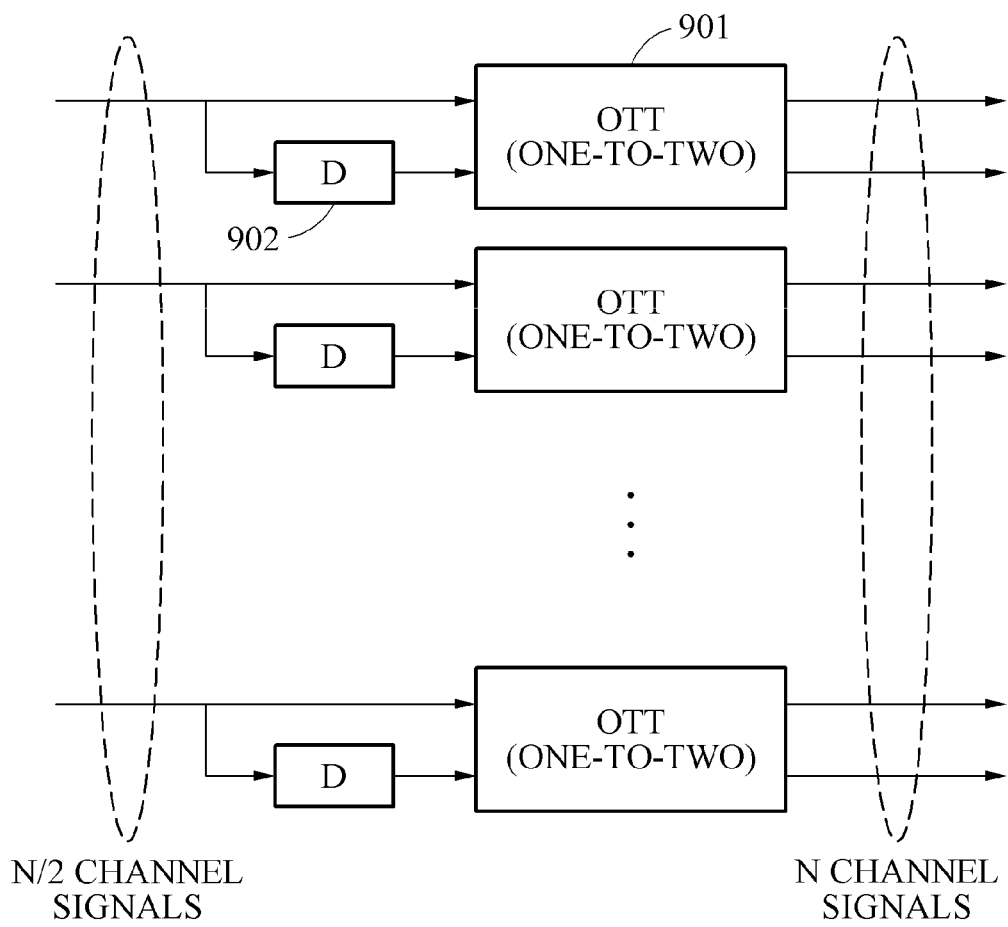 901
OTT
(ONE-TO-TWO)
D
902
OTT
(ONE-TO-TWO)
D
OTT
(ONE-TO-TWO)
D
N/2 CHANNEL
SIGNALS
N CHANNEL
SIGNALS